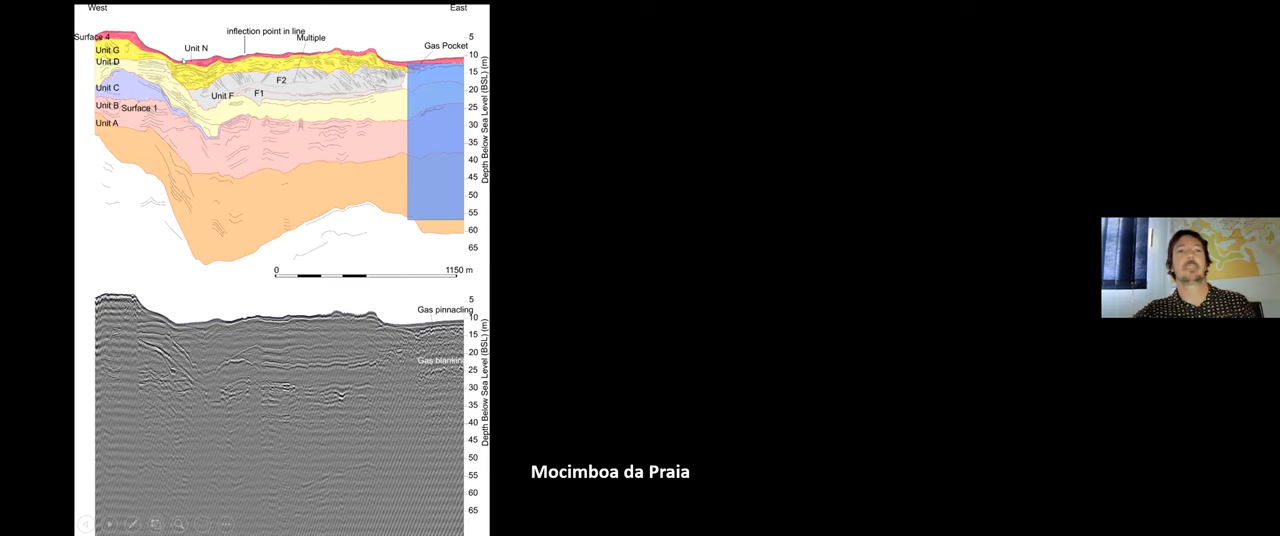 West East
inflection point in line
Surface 4
Multiple
5
Unit N
Gas Pocket
Unit G
10
Unit D
15
F2
20
Unit C
F1
Unit F
25
Unit B Surface 1
30
Unit A
35
40
45
50
55
60
65
Depth Below Sea Level (BSL) (m)
0 1150 m
5
Gas pinnacling
10
15
20
Gas blankin
25
30
35
40
45
50
55
60
65
Depth Below Sea Level (BSL) (m)
Mocimboa da Praia